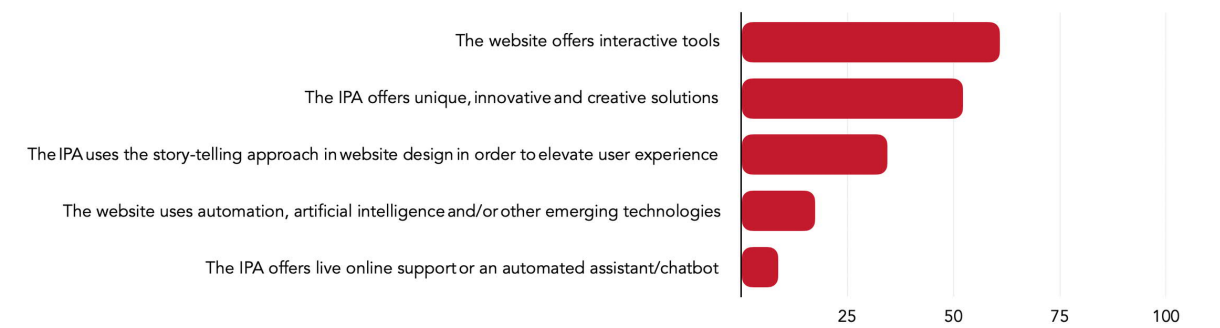 The website offers interactive tools
The IPA offers unique, innovative and creative solutions
The IPA uses the story-telling approach in website design in order to elevate user experience
The website uses automation, artificial intelligence and/or other emerging technologies
The IPA offers live online support or an automated assistant/chatbot
25 50 75 100